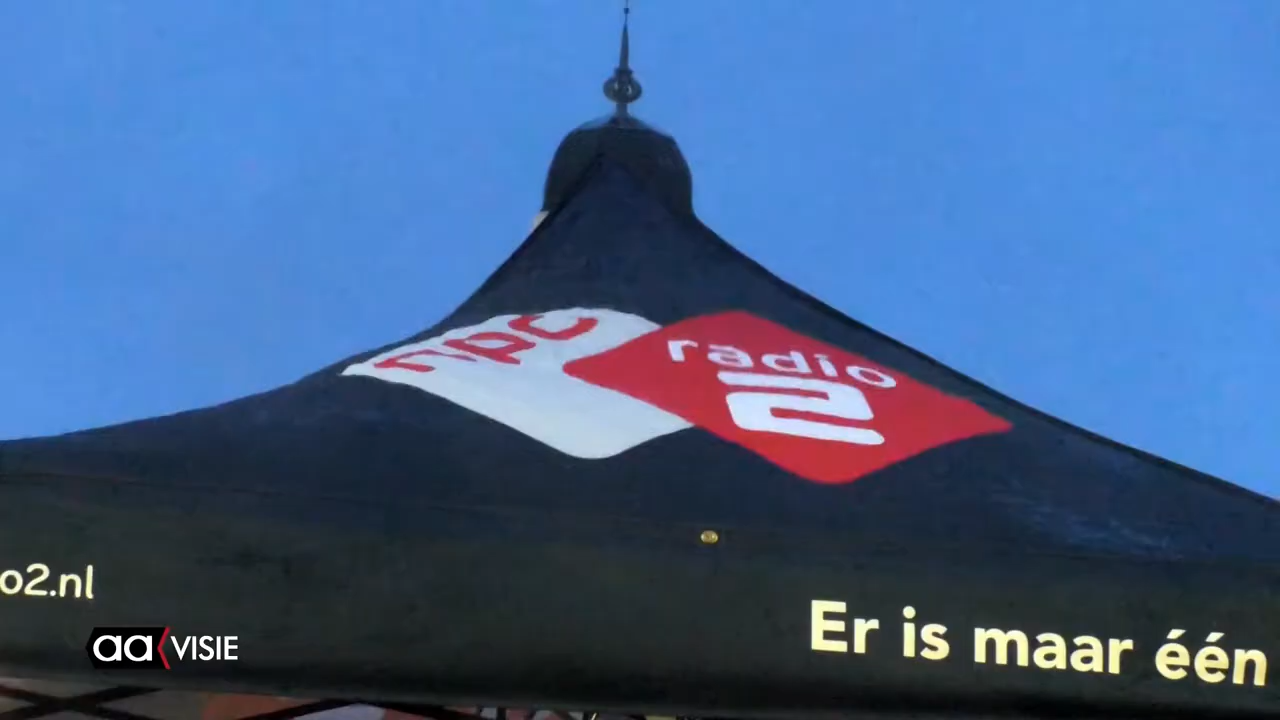 npo
radio
2
o2.nl
Er is maar één
aa VISIE